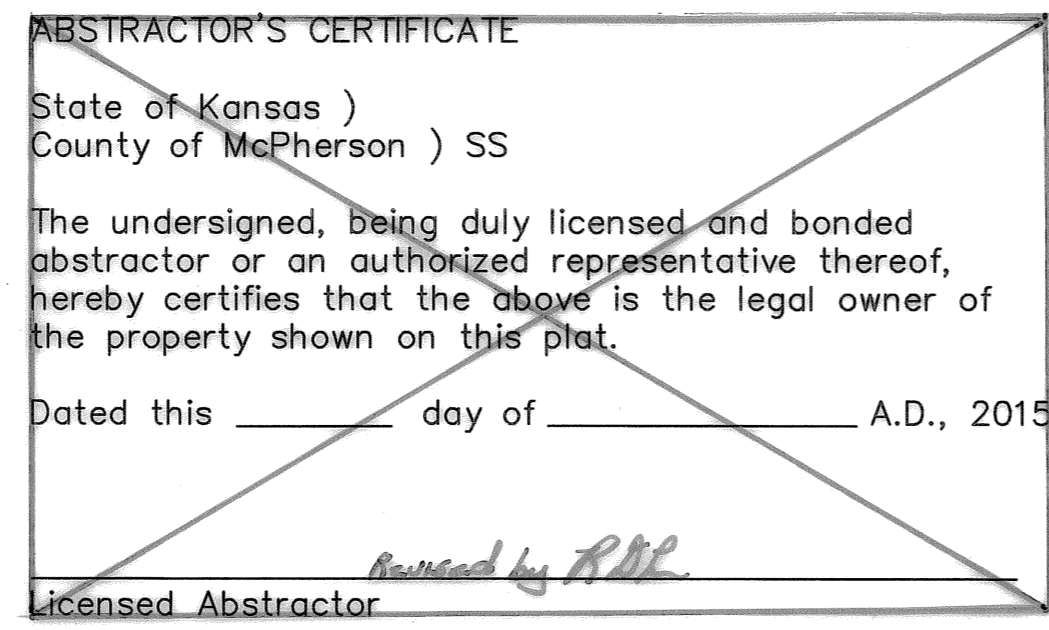 ABSTRACTOR'S CERTIFICATE
State of Kansas )
County of McPherson ) SS
The undersigned, being duly licensed and bonded
abstractor or an authorized representative thereof,
hereby certifies that the above is the legal owner of
the property shown on this plat.
Dated this ________ day of ________________ A.D., 2015
Revised by RDL
Licensed Abstractor